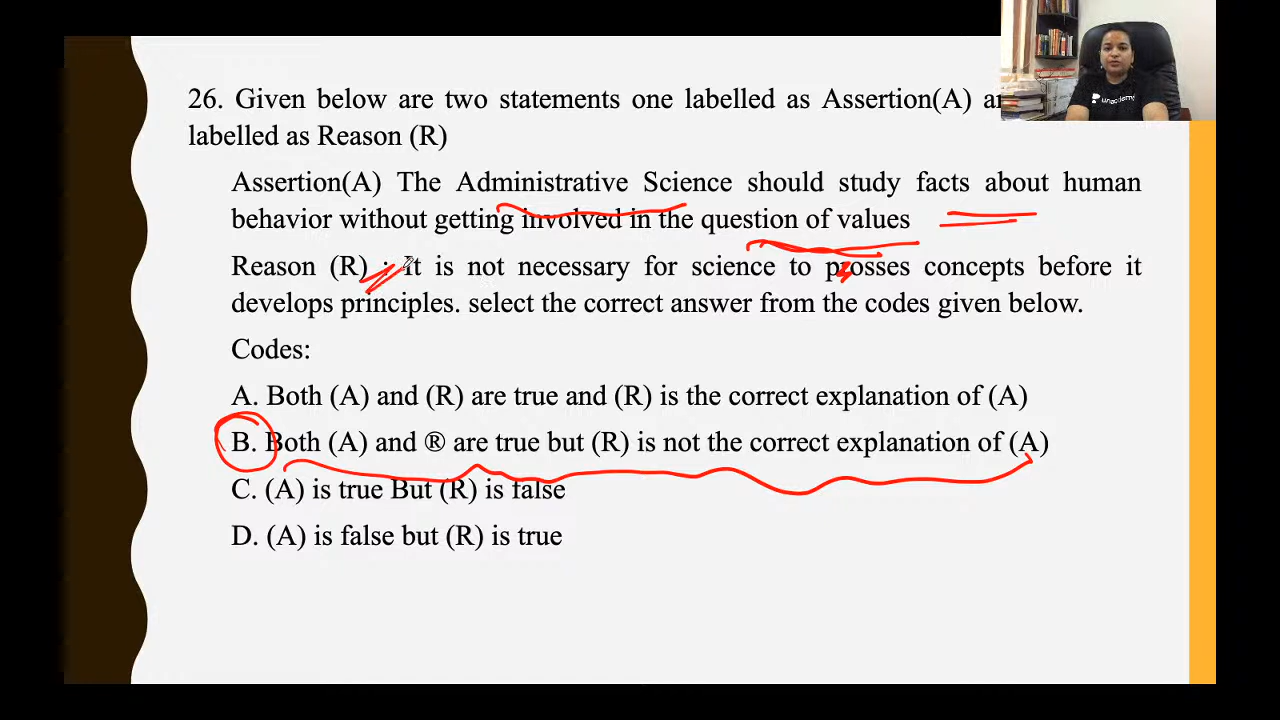 26. Given below are two statements one labelled as Assertion(A)
labelled as Reason (R)
Assertion(A) The Administrative Science should study facts about human
behavior without getting involved in the question of values
Reason (R) : It is not necessary for science to prosses concepts before it
develops principles. select the correct answer from the codes given below.
Codes:
A. Both (A) and (R) are true and (R) is the correct explanation of (A)
B. Both (A) and ® are true but (R) is not the correct explanation of (A)
C. (A) is true But (R) is false
D. (A) is false but (R) is true
unacademy